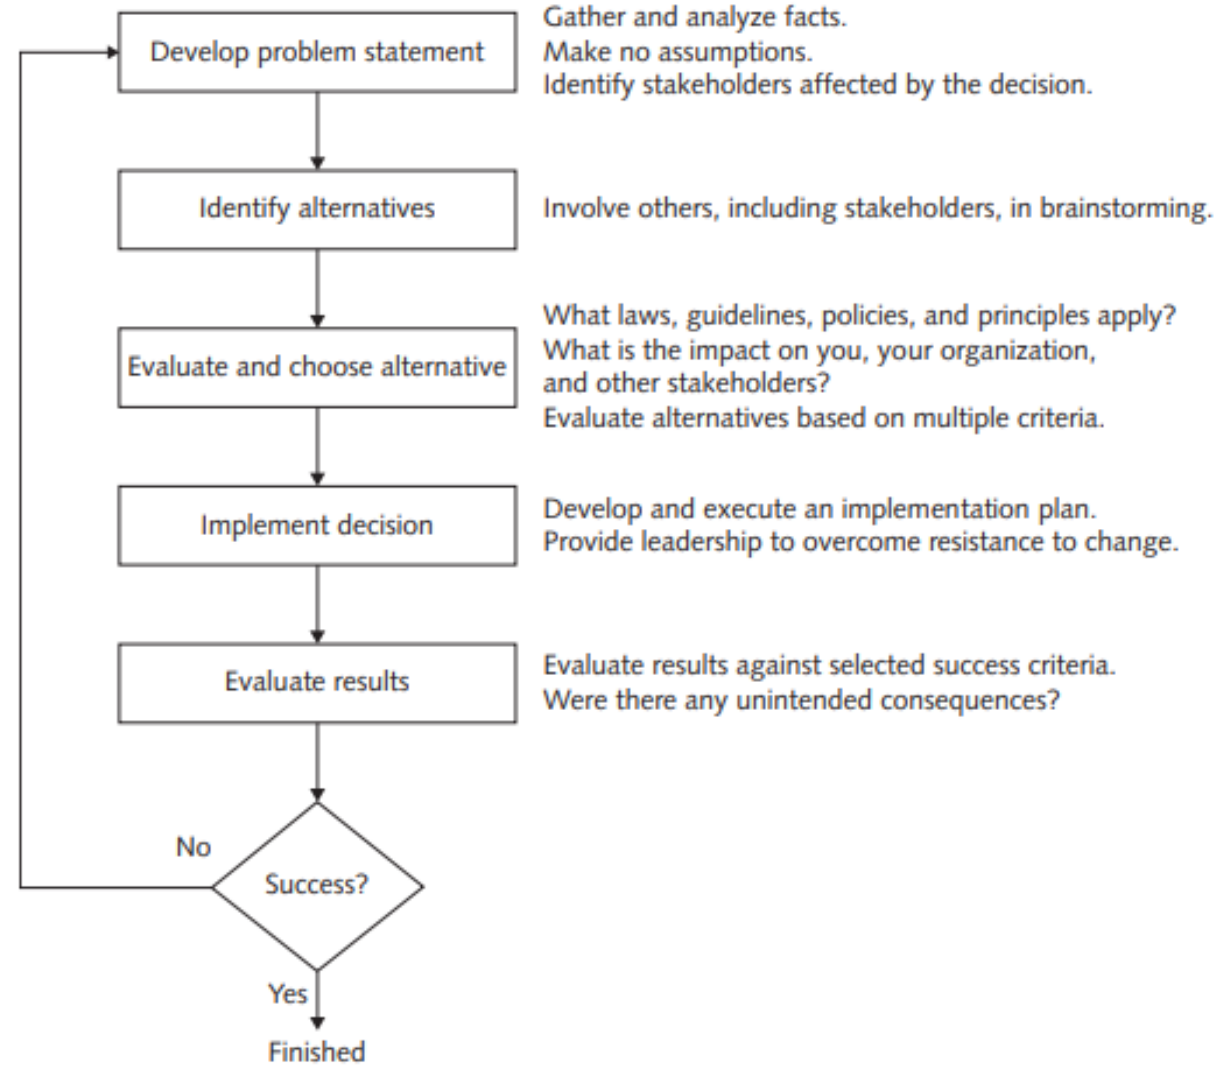 Develop problem statement
Gather and analyze facts.
Make no assumptions.
Identify stakeholders affected by the decision.
Identify alternatives
Involve others, including stakeholders, in brainstorming.
Evaluate and choose alternative
What laws, guidelines, policies, and principles apply?
What is the impact on you, your organization,
and other stakeholders?
Evaluate alternatives based on multiple criteria.
Implement decision
Develop and execute an implementation plan.
Provide leadership to overcome resistance to change.
Evaluate results
Evaluate results against selected success criteria.
Were there any unintended consequences?
No
Success?
Yes
Finished